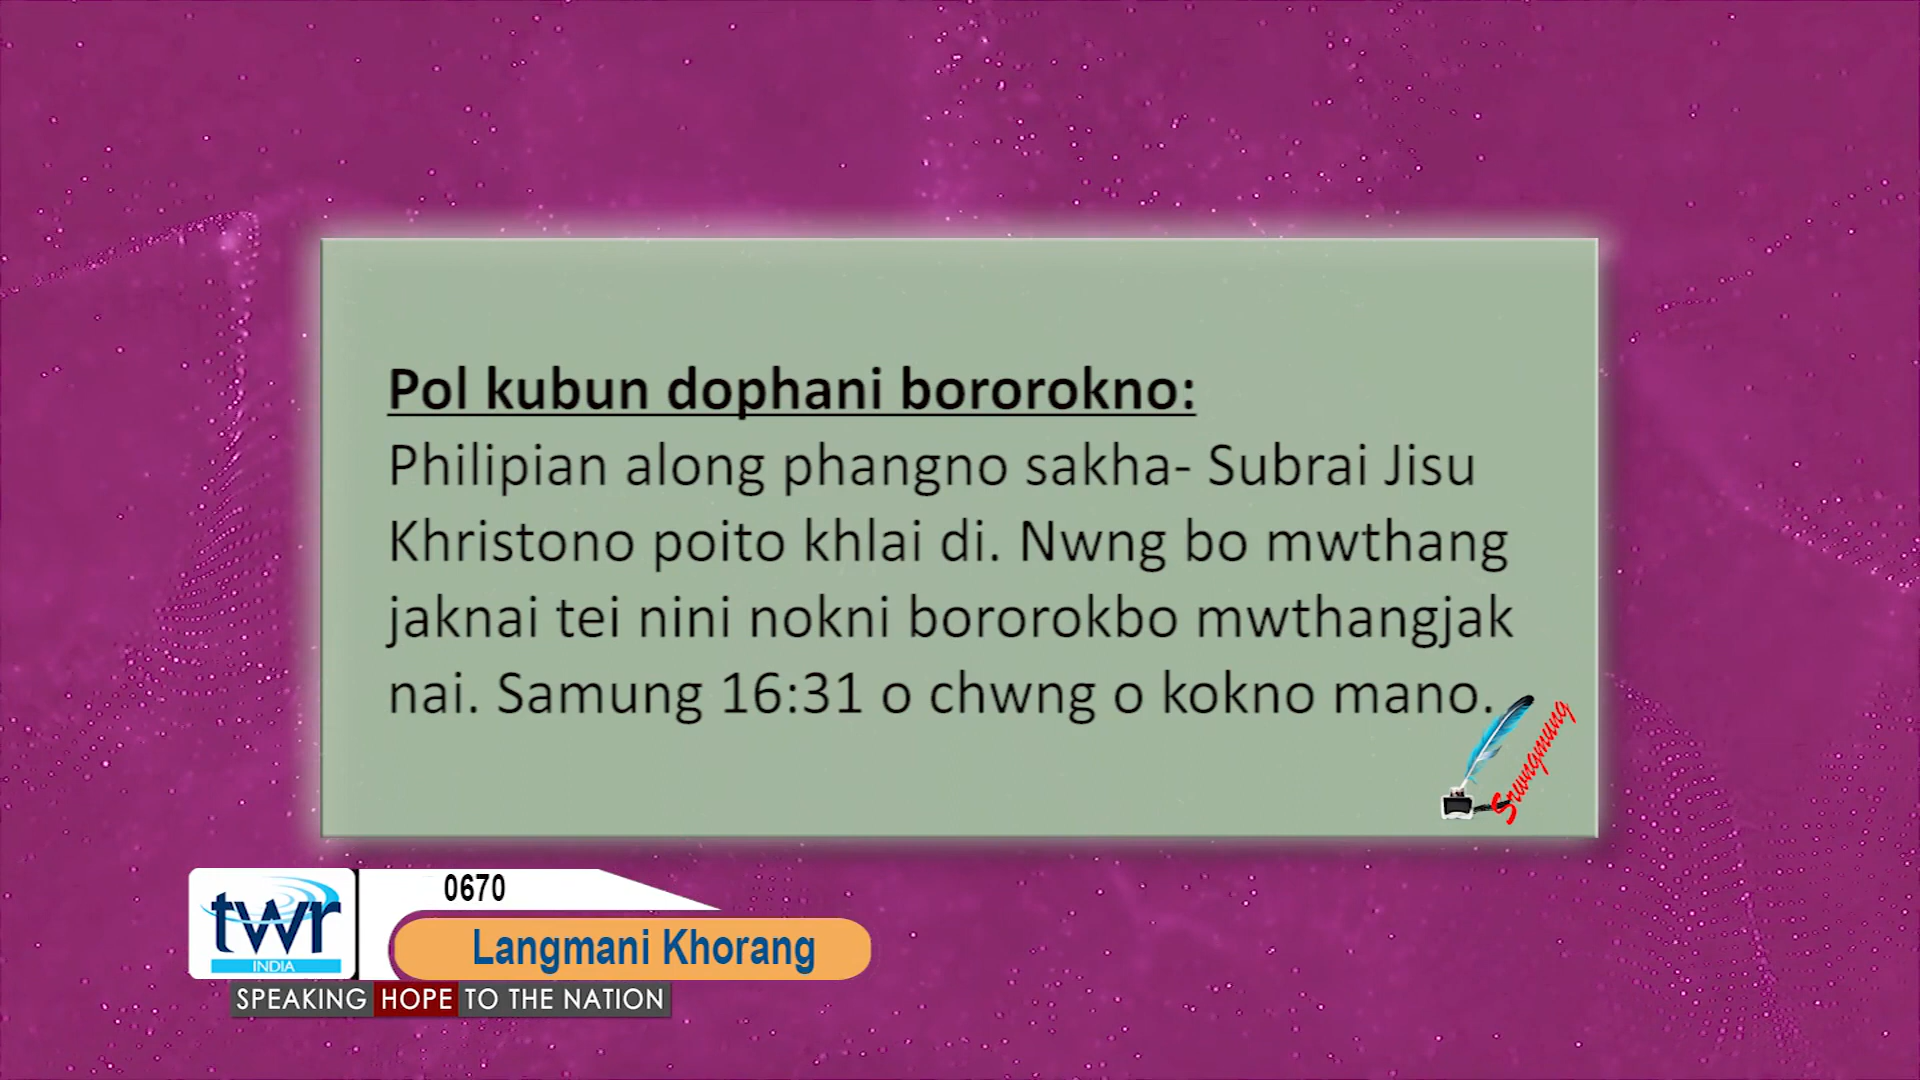 Pol kubun dophani bororokno:
Philipian along phangno sakha- Subrai Jisu
Khristono poito khlai di. Nwng bo mwthang
jaknai tei nini nokni bororokbo mwthangjak
nai. Samung 16:31 o chwng o kokno mano.
Swungmung
0670
twr
INDIA
Langmani Khorang
SPEAKING HOPE TO THE NATION